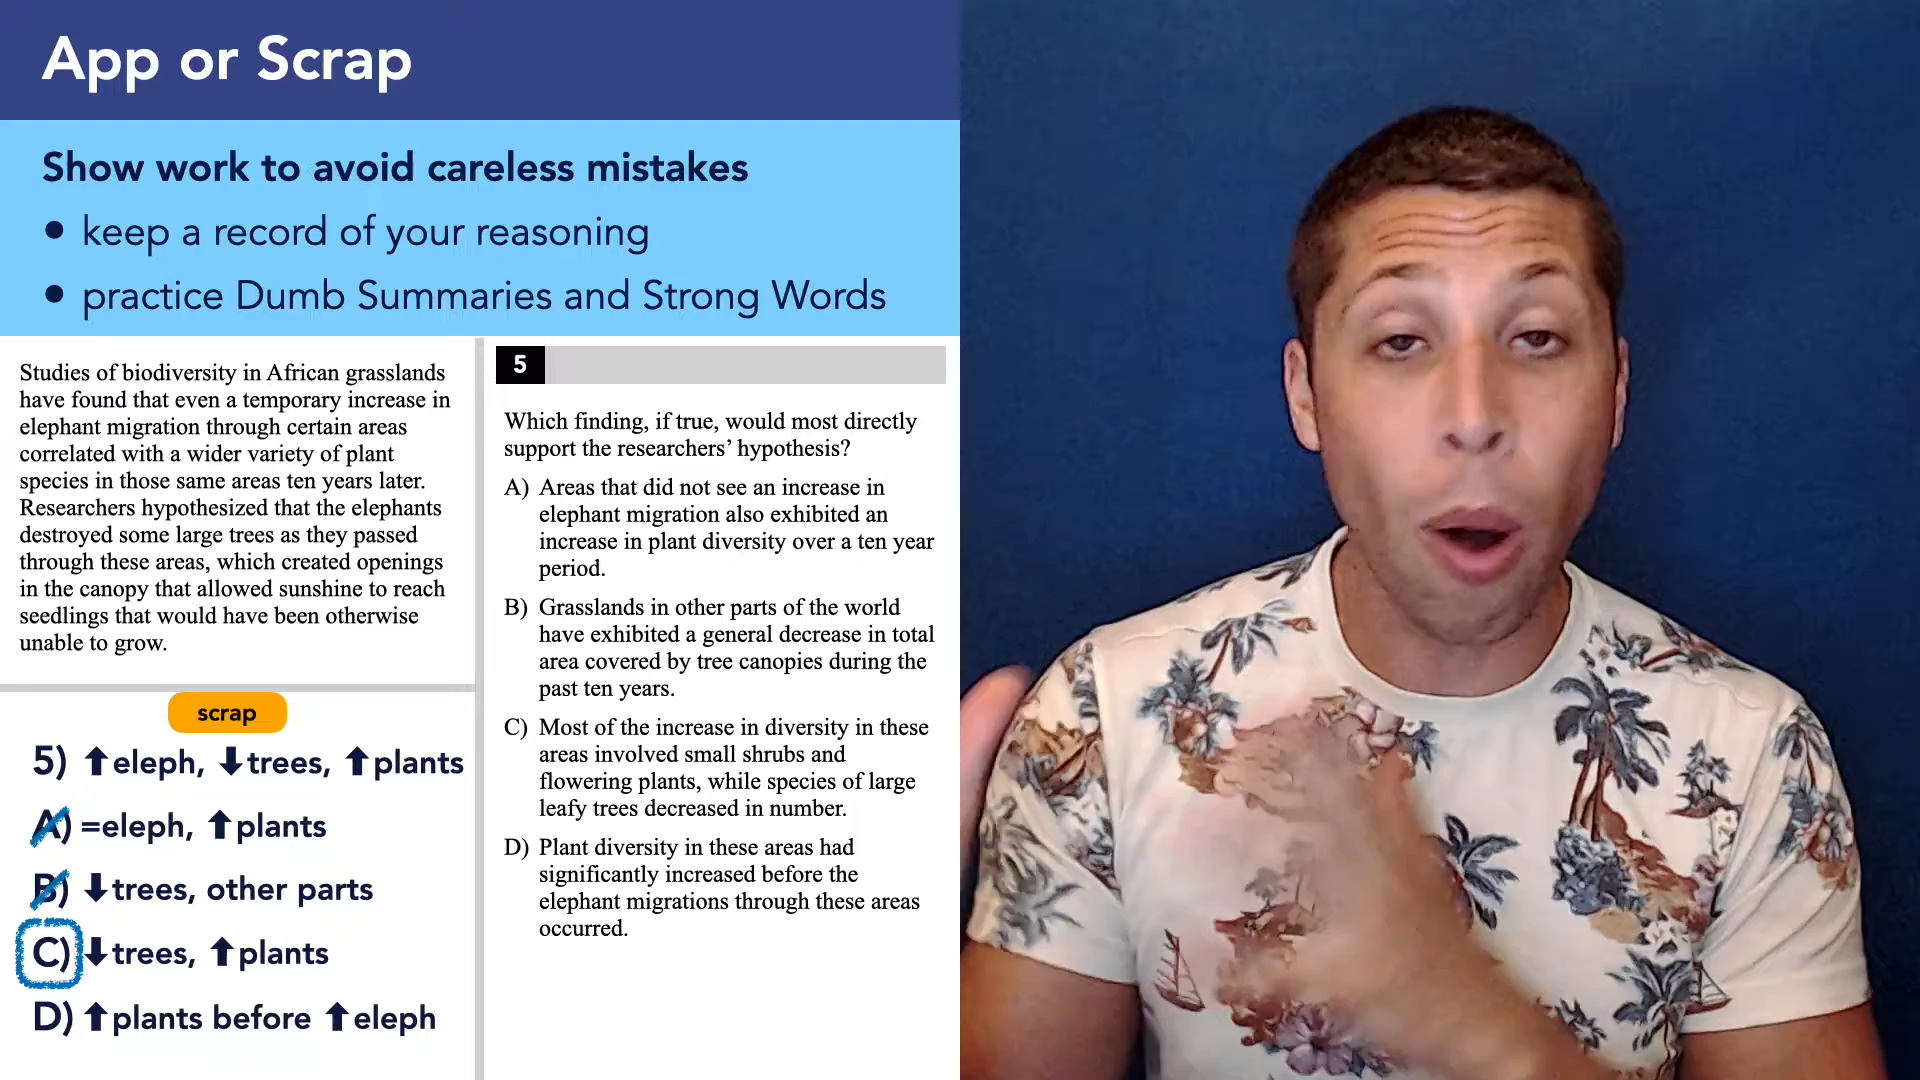 App or Scrap
Show work to avoid careless mistakes
• keep a record of your reasoning
• practice Dumb Summaries and Strong Words
Studies of biodiversity in African grasslands
have found that even a temporary increase in
elephant migration through certain areas
correlated with a wider variety of plant
species in those same areas ten years later.
Researchers hypothesized that the elephants
destroyed some large trees as they passed
through these areas, which created openings
in the canopy that allowed sunshine to reach
seedlings that would have been otherwise
unable to grow.
scrap
5) ⬆eleph, ⬇trees, ⬆plants
A) =eleph, ⬆plants
B) ⬇trees, other parts
C) ⬇trees, ⬆plants
D) ⬆plants before ⬆eleph
5
Which finding, if true, would most directly
support the researchers’ hypothesis?
A) Areas that did not see an increase in
elephant migration also exhibited an
increase in plant diversity over a ten year
period.
B) Grasslands in other parts of the world
have exhibited a general decrease in total
area covered by tree canopies during the
past ten years.
C) Most of the increase in diversity in these
areas involved small shrubs and
flowering plants, while species of large
leafy trees decreased in number.
D) Plant diversity in these areas had
significantly increased before the
elephant migrations through these areas
occurred.